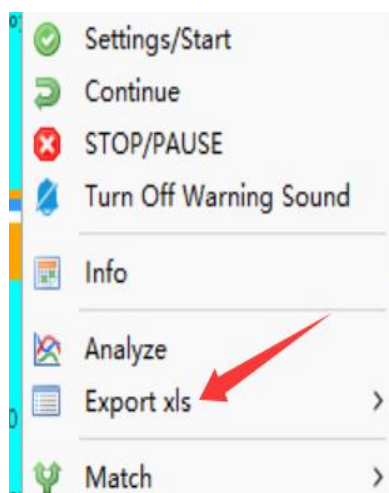 Settings/Start
Continue
STOP/PAUSE
Turn Off Warning Sound
Info
Analyze
Export xls
Match